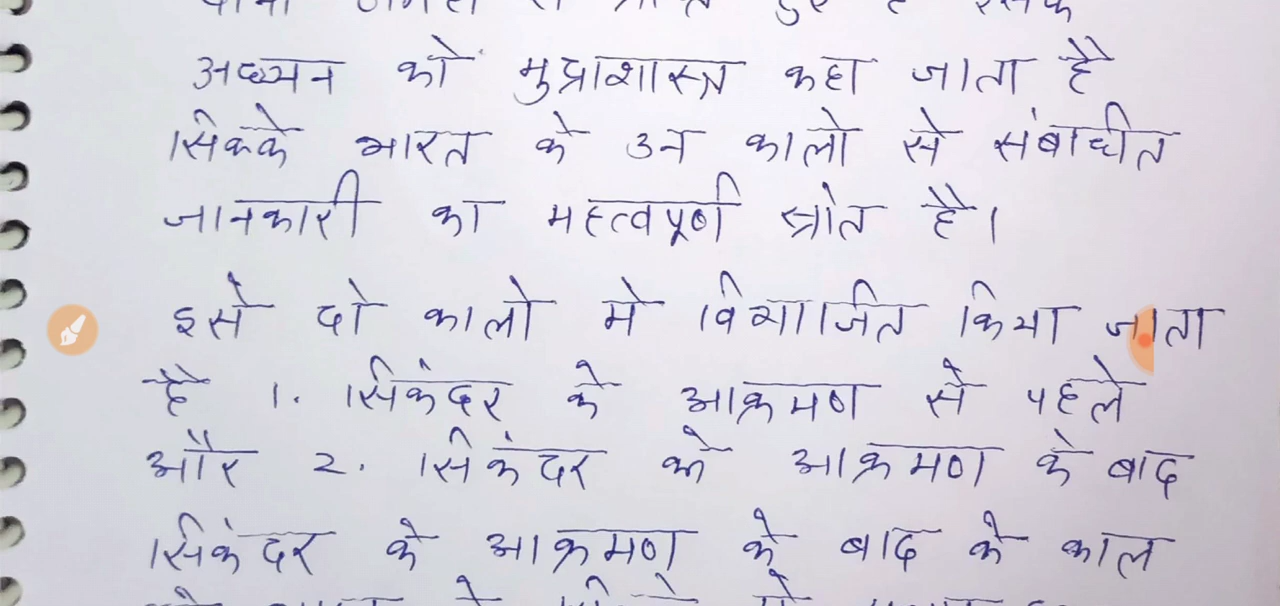 अध्यन को मुद्राशास्त्र कहा जाता है
सिक्के भारत के उन कालो से संबाधीत
जानकारी का महत्वपूर्ण स्त्रोत है।
इसे दो कालो मे विभाजित किया जाता
है 1. सिकंदर के आक्रमण से पहले
और 2. सिकंदर के आक्रमण के बाद
सिकंदर के आक्रमण के बाद के काल